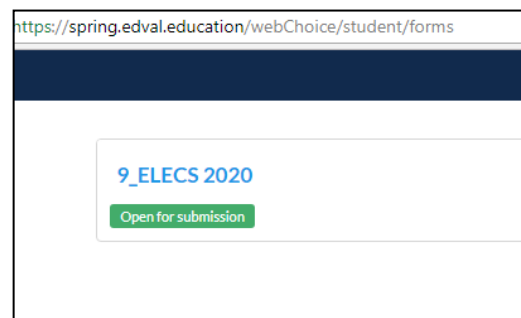 https://spring.edval.education/webChoice/student/forms
9_ELECS 2020
Open for submission